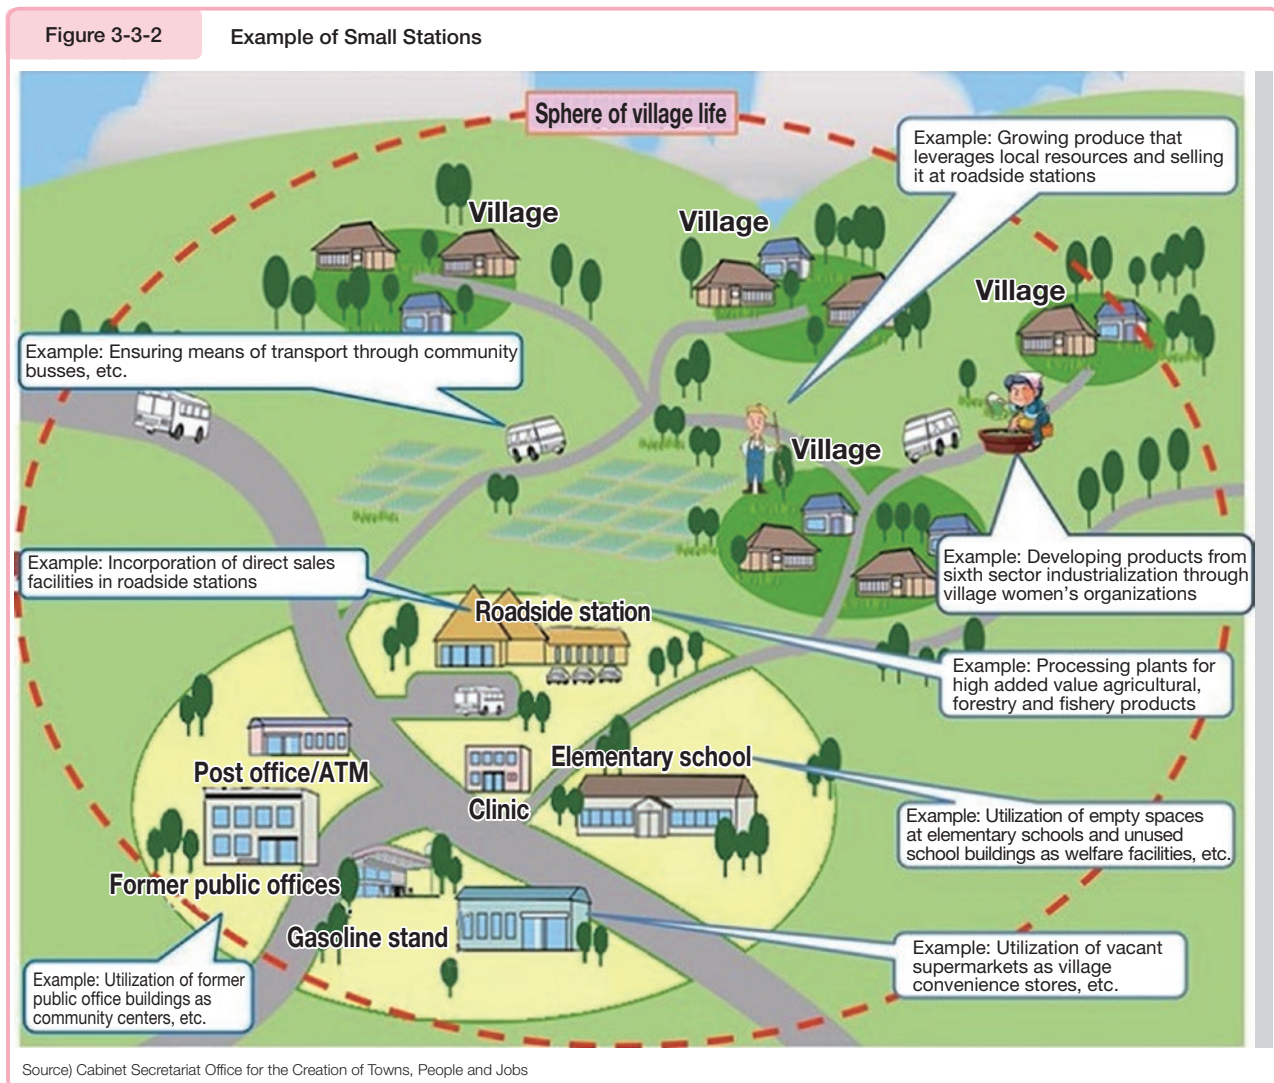 Figure 3-3-2
Example of Small Stations
Sphere of village life
Example: Growing produce that
leverages local resources and selling
it at roadside stations
Village
Village
Village
Example: Ensuring means of transport through community
busses, etc.
Village
Example: Incorporation of direct sales
facilities in roadside stations
Example: Developing products from
sixth sector industrialization through
village women's organizations
Roadside station
Example: Processing plants for
high added value agricultural,
forestry and fishery products
Post office/ATM
Clinic
Elementary school
Example: Utilization of empty spaces
at elementary schools and unused
school buildings as welfare facilities, etc.
Former public offices
Gasoline stand
Example: Utilization of vacant
supermarkets as village
convenience stores, etc.
Example: Utilization of former
public office buildings as
community centers, etc.
Source) Cabinet Secretariat Office for the Creation of Towns, People and Jobs